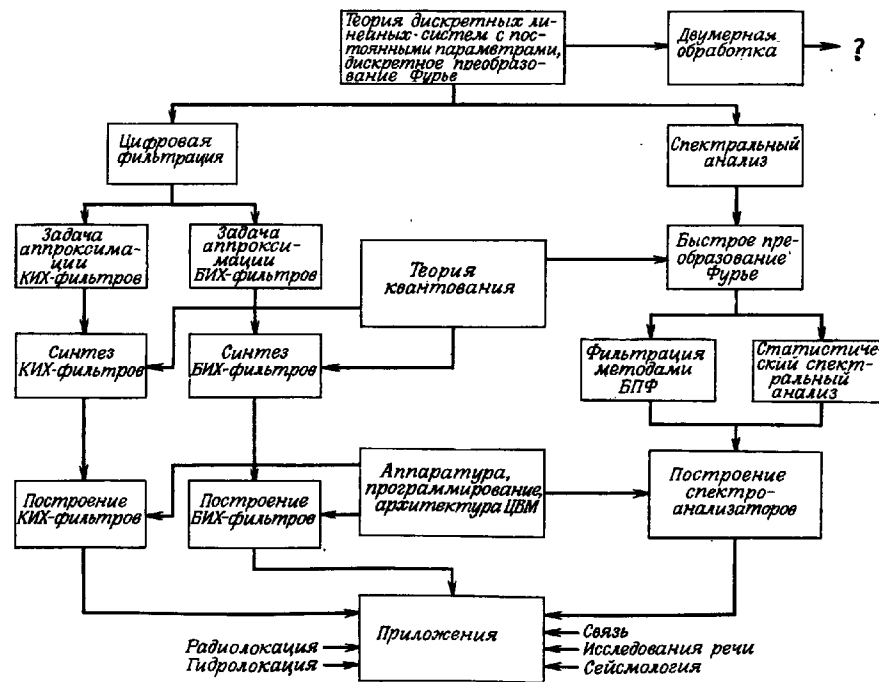 Теория дискретных ли-
нейных систем с пос-
тоянными параметрами,
дискретное преобразо-
вание Фурье
Двумерная
обработка
?
Цифровая
фильтрация
Спектральный
анализ
Задача
аппроксима-
ции
КИХ-фильтров
Задача
аппрокси-
мации
БИХ-фильтров
Теория
квантования
Быстрое пре-
образование
Фурье
Синтез
КИХ-фильтров
Синтез
БИХ-фильтров
Фильтрация
методами
БПФ
Статистиче-
ский спект-
ральный
анализ
Построение
КИХ-фильтров
Построение
БИХ-фильтров
Аппаратура,
программирование,
архитектура ЦВМ
Построение
спектро-
анализаторов
Приложения
Радиолокация
Гидролокация
Связь
Исследования речи
Сейсмология